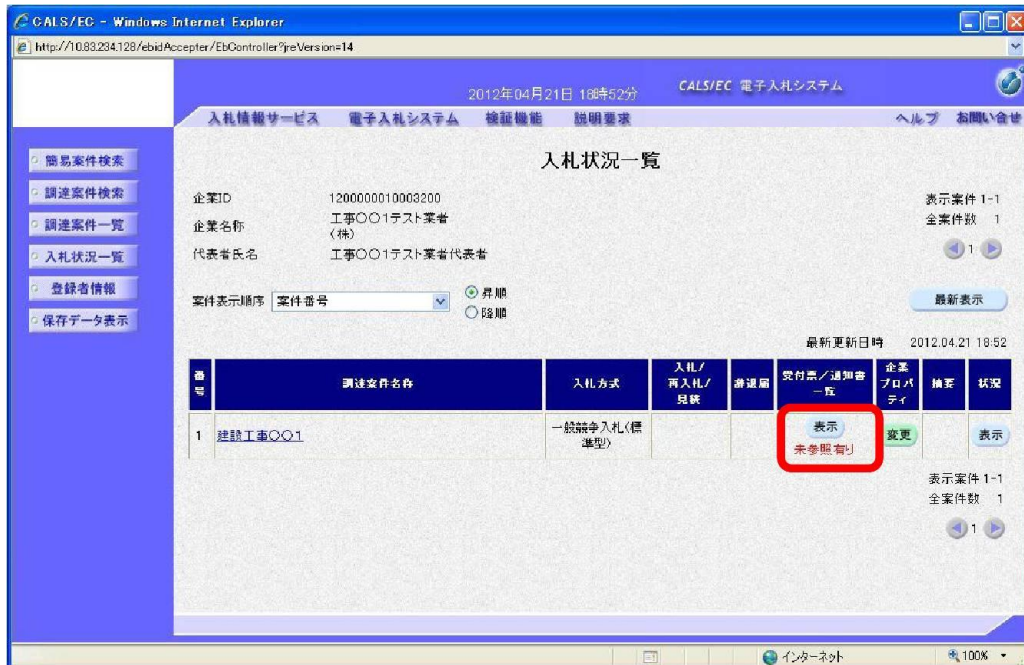 CALS/EC - Windows Internet Explorer
http://10.83.234.128/ebidAccepter/EbController?jreVersion=14
2012年04月21日 18時52分
CALS/EC 電子入札システム
入札情報サービス 電子入札システム 検証機能 説明要求 ヘルプ お問い合せ
簡易案件検索
調達案件検索
調達案件一覧
入札状況一覧
登録者情報
保存データ表示
入札状況一覧
企業ID 1200000010003200
企業名称 工事〇〇1テスト業者
(株)
代表者氏名 工事〇〇1テスト業者代表者
表示案件 1-1
全案件数 1
1
案件表示順序 案件番号
昇順
降順
最新表示
最新更新日時 2012.04.21 18:52
番号 調達案件名称 入札方式 入札/再入札/見積 辞退届 受付票/通知書一覧 企業プロパティ 摘要 状況
1 建設工事〇〇1 一般競争入札(標準型) 表示 変更 表示
未参照有り
表示案件 1-1
全案件数 1
1
インターネット 100%